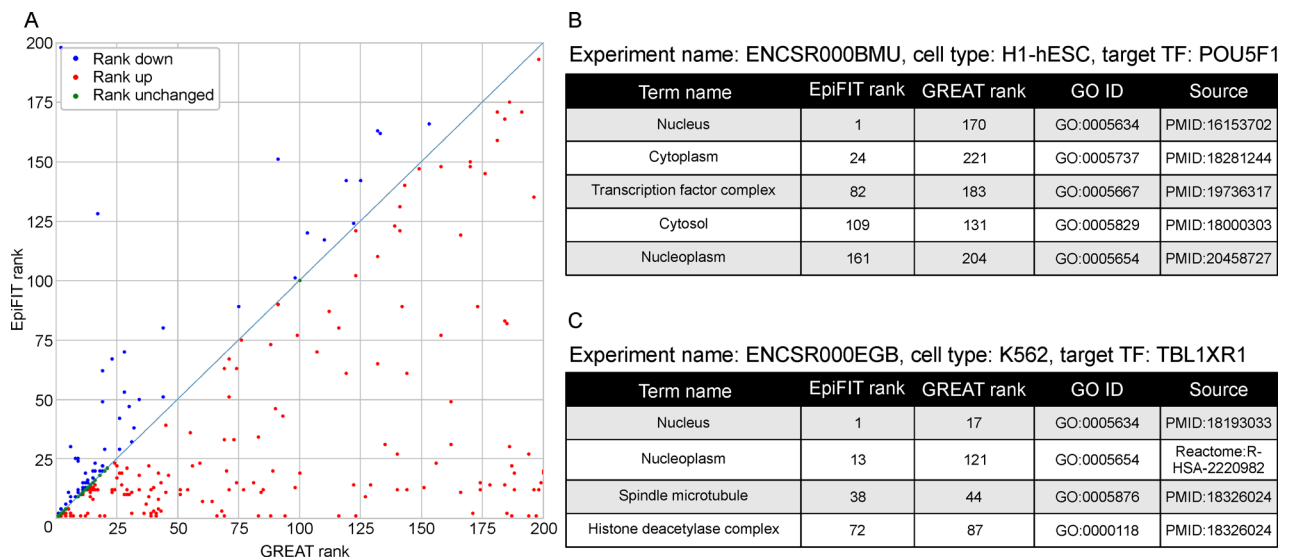 A
200
175
150
125
100
75
50
25
0
25
50
75
100
125
150
175
200
EpiFIT rank
GREAT rank
Rank down
Rank up
Rank unchanged
B
Experiment name: ENCSR000BMU, cell type: H1-hESC, target TF: POU5F1
Term name EpiFIT rank GREAT rank GO ID Source
Nucleus 1 170 GO:0005634 PMID:16153702
Cytoplasm 24 221 GO:0005737 PMID:18281244
Transcription factor complex 82 183 GO:0005667 PMID:19736317
Cytosol 109 131 GO:0005829 PMID:18000303
Nucleoplasm 161 204 GO:0005654 PMID:20458727
C
Experiment name: ENCSR000EGB, cell type: K562, target TF: TBL1XR1
Term name EpiFIT rank GREAT rank GO ID Source
Nucleus 1 17 GO:0005634 PMID:18193033
Nucleoplasm 13 121 GO:0005654 Reactome:R-
HSA-2220982
Spindle microtubule 38 44 GO:0005876 PMID:18326024
Histone deacetylase complex 72 87 GO:0000118 PMID:18326024